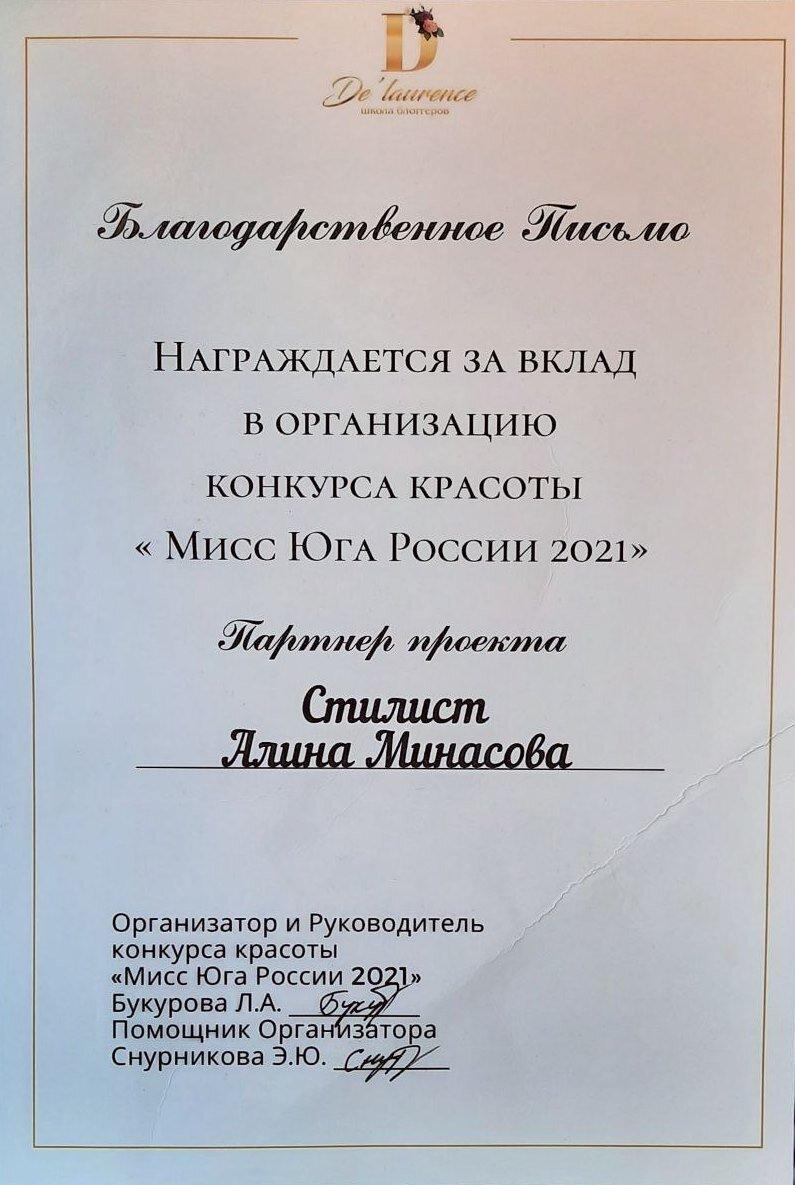 D
De'laurence
школа блоггеров
Благодарственное Письмо
Награждается за вклад
в организацию
конкурса красоты
« Мисс Юга России 2021»
Партнер проекта
Стилист
Алина Минасова
Организатор и Руководитель
конкурса красоты
«Мисс Юга России 2021»
Букурова Л.А.
Помощник Организатора
Снурникова Э.Ю.